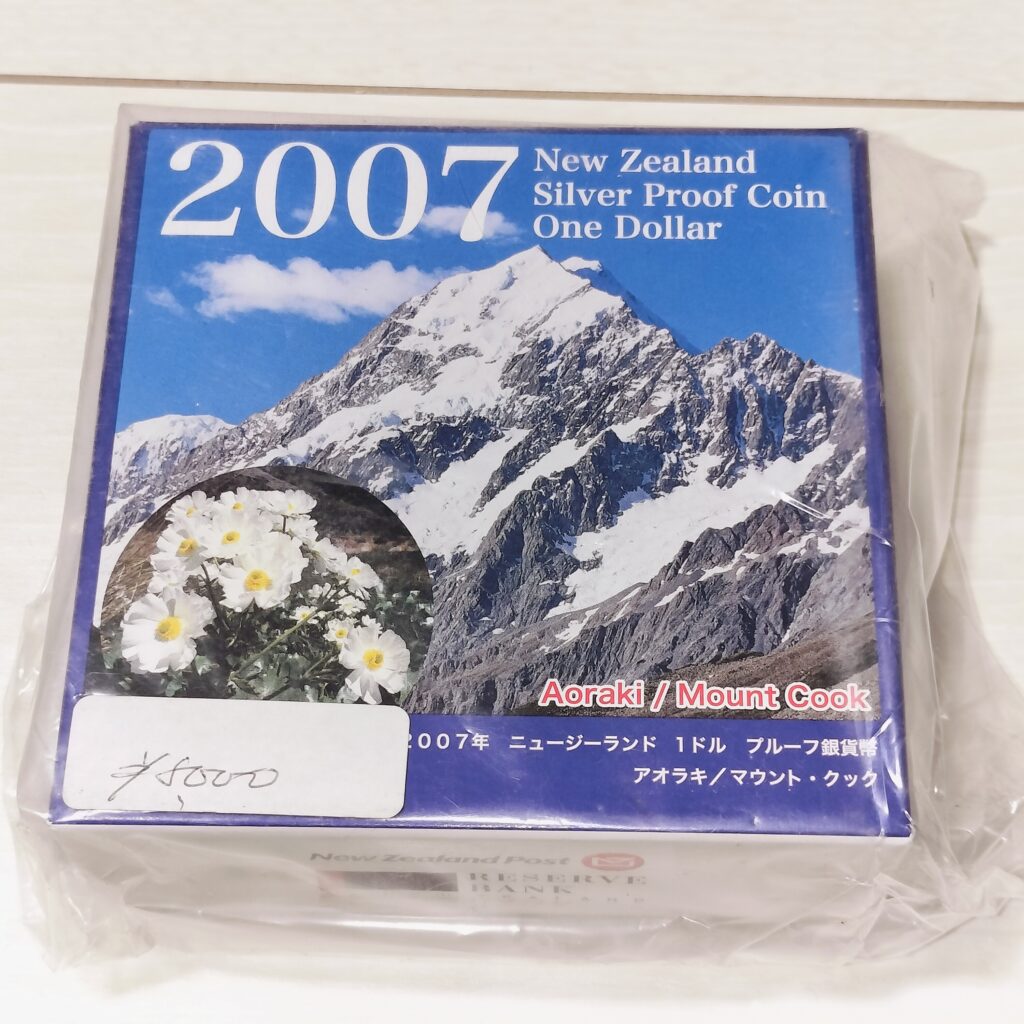 2007
New Zealand
Silver Proof Coin
One Dollar
Aoraki / Mount Cook
2007年 ニュージーランド 1ドル プルーフ銀貨幣
アオラキ／マウント・クック
¥8000
New Zealand Post
RESERVE
BANK